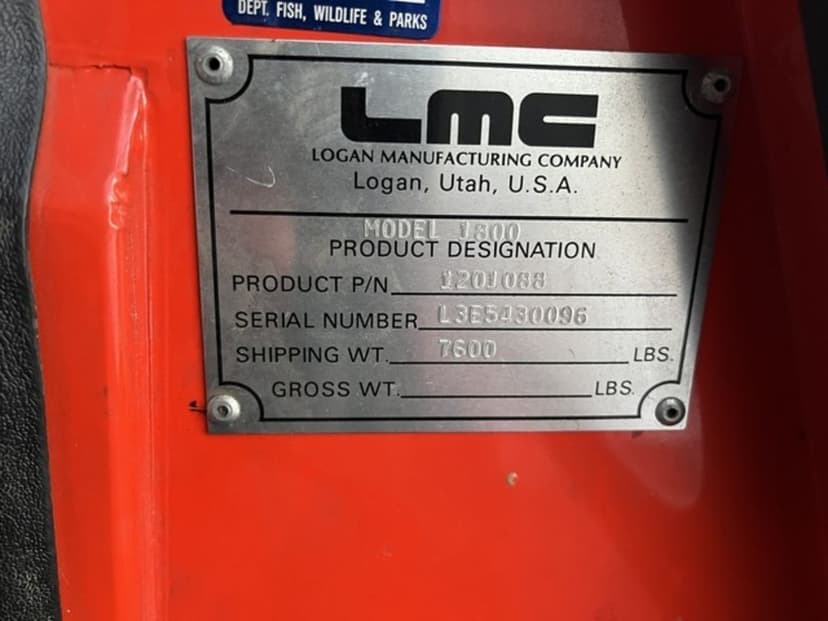 DEPT. FISH, WILDLIFE & PARKS
LMC
LOGAN MANUFACTURING COMPANY
Logan, Utah, U.S.A.
MODEL 1800
PRODUCT DESIGNATION
PRODUCT P/N 1201088
SERIAL NUMBER L3E5430096
SHIPPING WT. 7600 LBS.
GROSS WT. LBS.